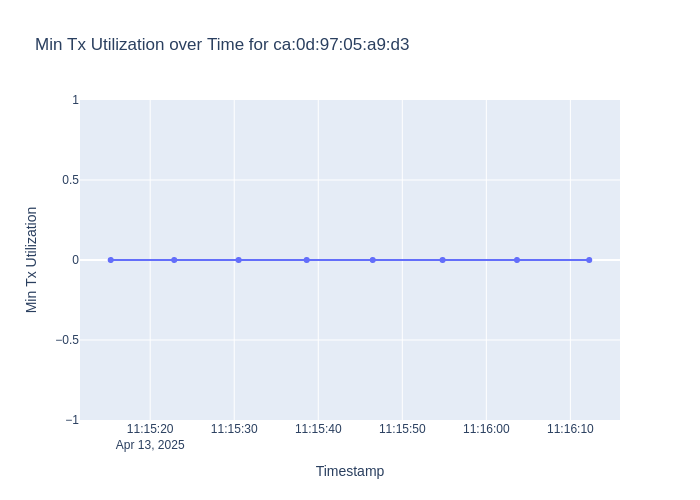 Min Tx Utilization over Time for ca:0d:97:05:a9:d3
1
0.5
0
−0.5
−1
Min Tx Utilization
11:15:20 11:15:30 11:15:40 11:15:50 11:16:00 11:16:10
Apr 13, 2025
Timestamp